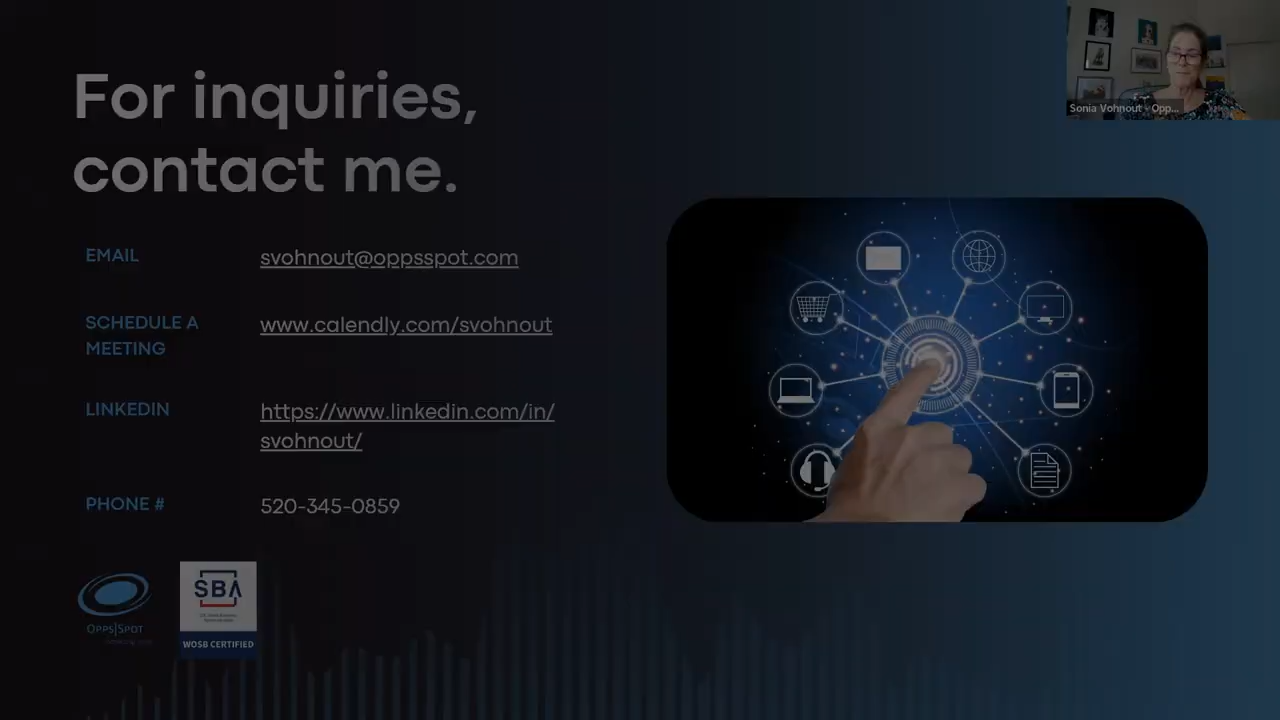 Sonia Vohnout - Opp...
For inquiries,
contact me.
EMAIL
svohnout@oppsspot.com
SCHEDULE A
MEETING
www.calendly.com/svohnout
LINKEDIN
https://www.linkedin.com/in/
svohnout/
PHONE #
520-345-0859
OPPS|SPOT
SBA
WOSB CERTIFIED